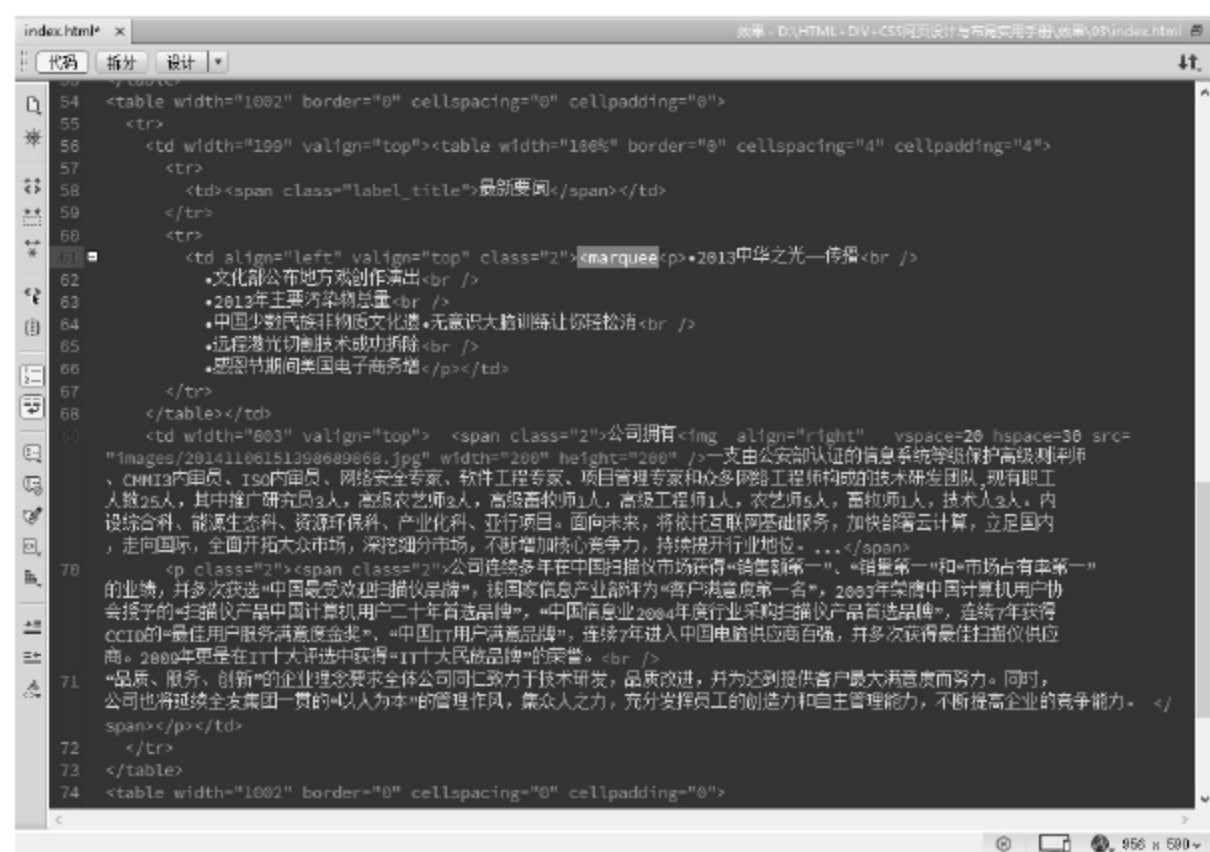 index.html* ×
效果 - D:\HTML+DIV+CSS网页设计与布局实用手册\效果\03\index.html
代码 拆分 设计
54 <table width="1002" border="0" cellspacing="0" cellpadding="0">
55 <tr>
56 <td width="199" valign="top"><table width="100%" border="0" cellspacing="4" cellpadding="4">
57 <tr>
58 <td><span class="label_title">最新要闻</span></td>
59 </tr>
60 <tr>
61 <td align="left" valign="top" class="2"><marquee<p>•2013中华之光—传播<br />
62 •文化部公布地方戏创作演出<br />
63 •2013年主要污染物总量<br />
64 •中国少数民族非物质文化遗•无意识大脑训练让你轻松消<br />
65 •远程激光切割技术成功拆除<br />
66 •感恩节期间美国电子商务增</p></td>
67 </tr>
68 </table></td>
69 <td width="803" valign="top"> <span class="2">公司拥有<img align="right" vspace=20 hspace=30 src=
"images/20141106151398689868.jpg" width="200" height="200" />一支由公安部认证的信息系统等级保护高级测评师
、CMMI3内审员、ISO内审员、网络安全专家、软件工程专家、项目管理专家和众多网络工程师构成的技术研发团队,现有职工
人数25人，其中推广研究员3人，高级农艺师3人，高级畜牧师1人，高级工程师1人，农艺师5人，畜牧师1人，技术人3人。内
设综合科、能源生态科、资源环保科、产业化科、亚行项目。面向未来，将依托互联网基础服务，加快部署云计算，立足国内
，走向国际，全面开拓大众市场，深挖细分市场，不断增加核心竞争力，持续提升行业地位。...</span>
70 <p class="2"><span class="2">公司连续多年在中国扫描仪市场获得“销售额第一”、“销量第一”和“市场占有率第一”
的业绩，并多次获选“中国最受欢迎扫描仪品牌”，被国家信息产业部评为“客户满意度第一名”，2003年荣膺中国计算机用户协
会授予的“扫描仪产品中国计算机用户二十年首选品牌”，“中国信息业2004年度行业采购扫描仪产品首选品牌”，连续7年获得
CCID的“最佳用户服务满意度金奖”、“中国IT用户满意品牌”，连续7年进入中国电脑供应商百强，并多次获得最佳扫描仪供应
商。2009年更是在IT十大评选中获得“IT十大民族品牌”的荣誉。<br />
71 “品质、服务、创新”的企业理念要求全体公司同仁致力于技术研发，品质改进，并为达到提供客户最大满意度而努力。同时，
公司也将延续全友集团一贯的“以人为本”的管理作风，集众人之力，充分发挥员工的创造力和自主管理能力，不断提高企业的竞争能力。 </
span></p></td>
72 </tr>
73 </table>
74 <table width="1002" border="0" cellspacing="0" cellpadding="0">
956 x 590